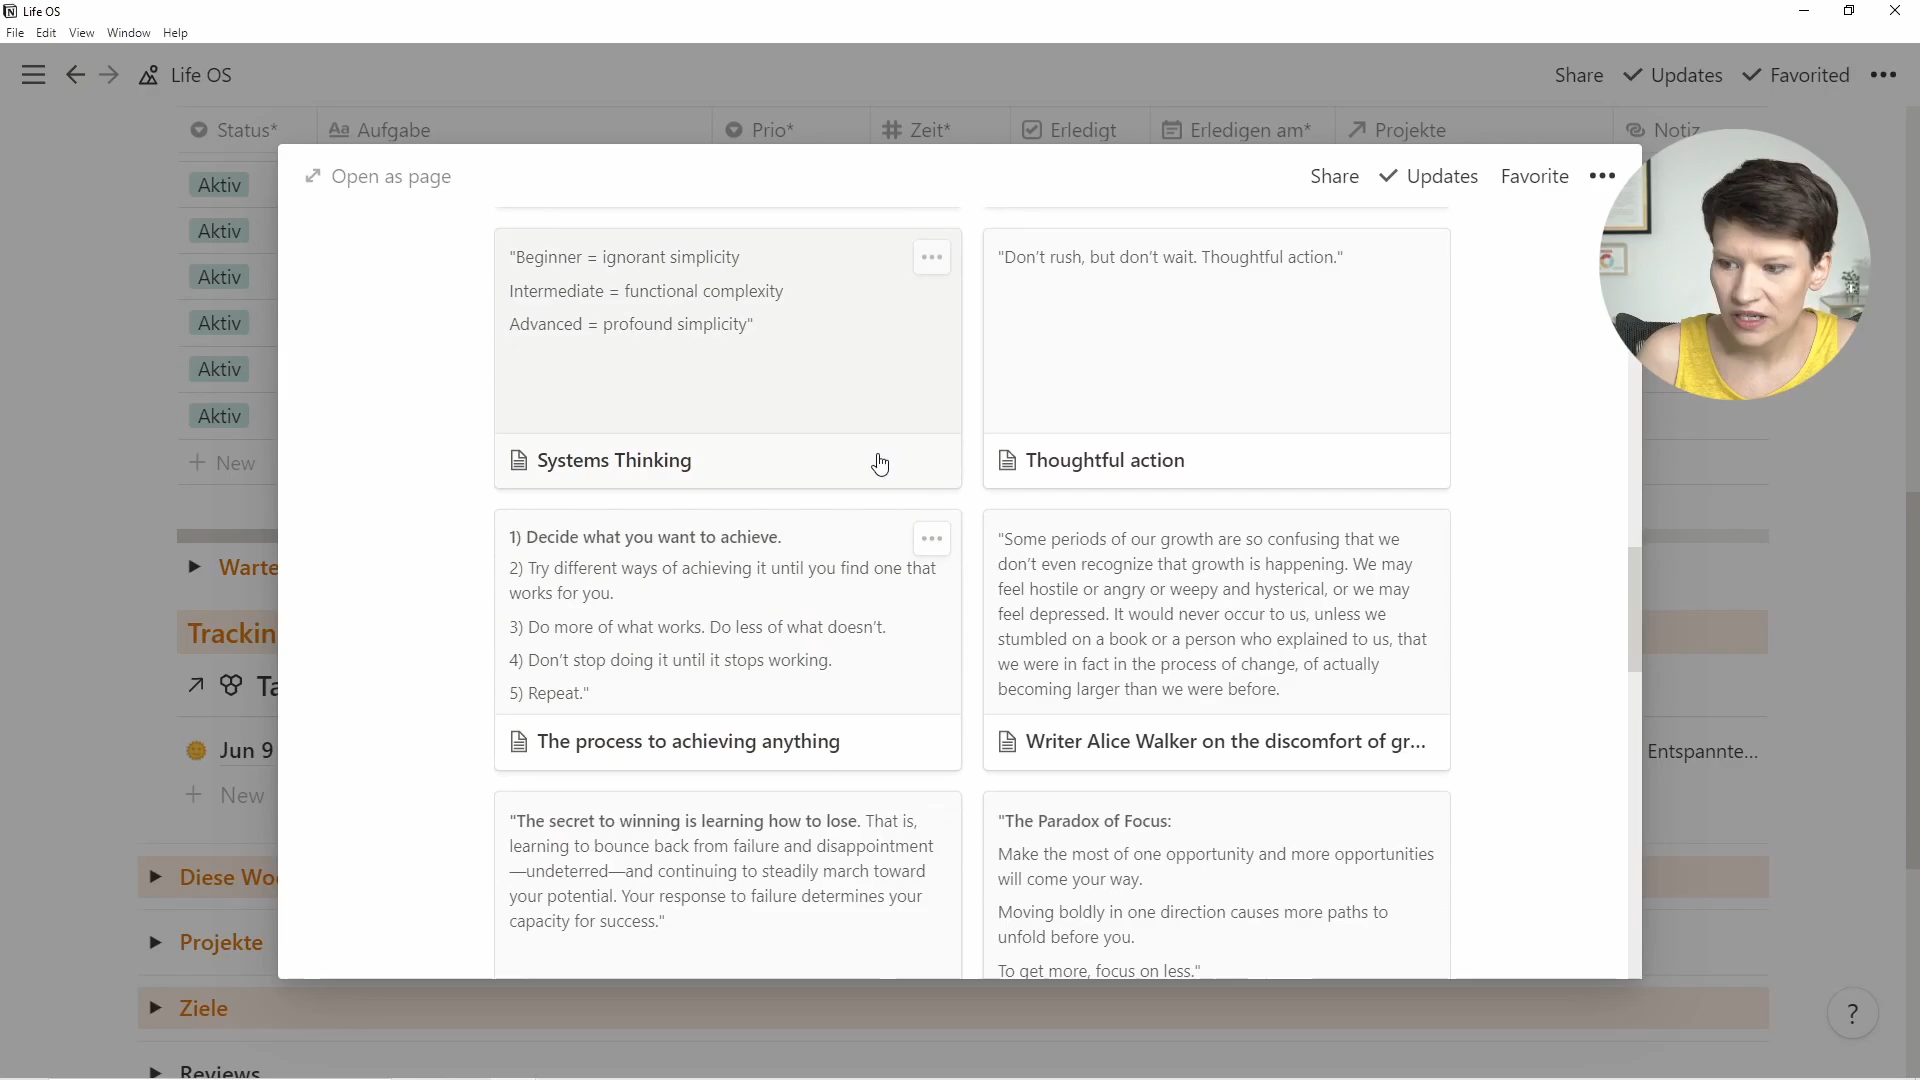 Life OS
File Edit View Window Help
Life OS
Share Updates Favorited
Status* Aufgabe Prio* Zeit* Erledigt Erledigen am* Projekte Notiz
Open as page
Share Updates Favorite
Aktiv
Aktiv
Aktiv
Aktiv
Aktiv
Aktiv
New
"Beginner = ignorant simplicity
Intermediate = functional complexity
Advanced = profound simplicity"
Systems Thinking
"Don't rush, but don't wait. Thoughtful action."
Thoughtful action
1) Decide what you want to achieve.
2) Try different ways of achieving it until you find one that
works for you.
3) Do more of what works. Do less of what doesn't.
4) Don't stop doing it until it stops working.
5) Repeat."
The process to achieving anything
"Some periods of our growth are so confusing that we
don't even recognize that growth is happening. We may
feel hostile or angry or weepy and hysterical, or we may
feel depressed. It would never occur to us, unless we
stumbled on a book or a person who explained to us, that
we were in fact in the process of change, of actually
becoming larger than we were before.
Writer Alice Walker on the discomfort of gr...
"The secret to winning is learning how to lose. That is,
learning to bounce back from failure and disappointment
—undeterred—and continuing to steadily march toward
your potential. Your response to failure determines your
capacity for success."
"The Paradox of Focus:
Make the most of one opportunity and more opportunities
will come your way.
Moving boldly in one direction causes more paths to
unfold before you.
To get more, focus on less."
Warte
Trackin
Ta
Jun 9
Entspannte...
New
Diese Wo
Projekte
Ziele
Reviews
?